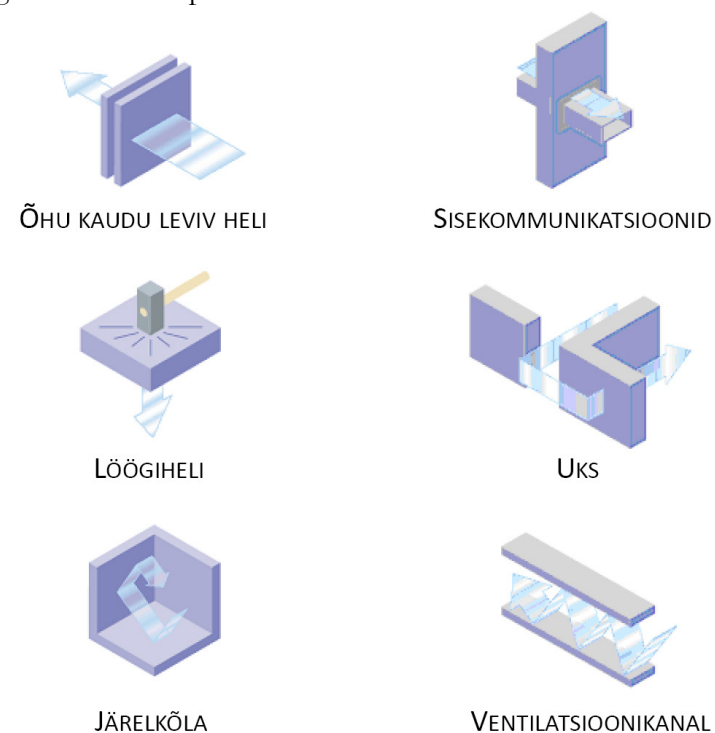 Õhu kaudu leviv heli
Sisekommunikatsioonid
Löögiheli
Uks
Järelkõla
Ventilatsioonikanal